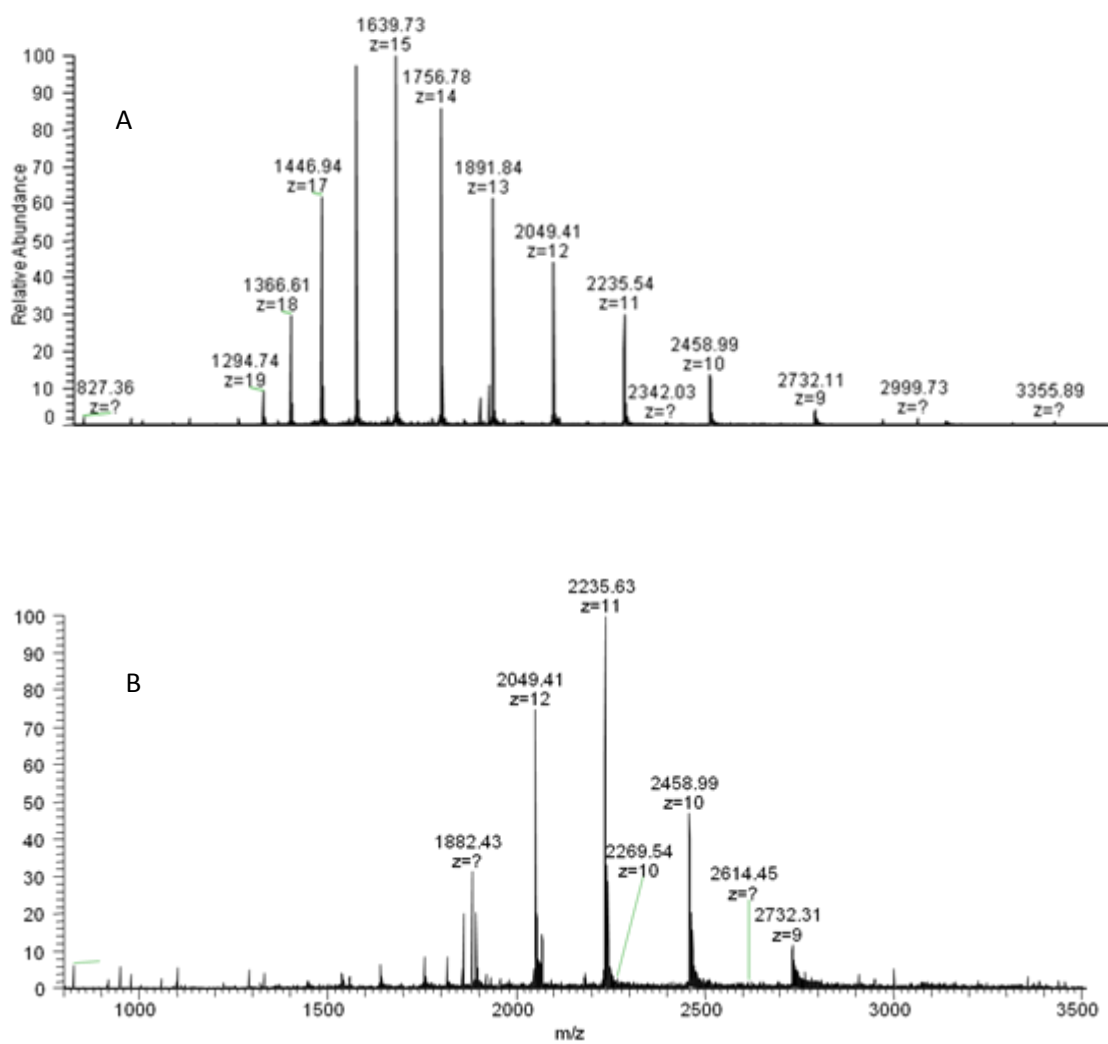 1639.73
z=15
100
1756.78
z=14
90
A
80
70
1446.94
z=17
1891.84
z=13
60
2049.41
z=12
50
40
1366.61
z=18
2235.54
z=11
30
2458.99
z=10
20
1294.74
z=19
10
827.36
z=?
2342.03
z=?
2732.11
z=9
2999.73
z=?
3355.89
z=?
0
Relative Abundance
2235.63
z=11
100
90
B
2049.41
z=12
80
70
60
50
2458.99
z=10
40
1882.43
z=?
2269.54
z=10
30
2614.45
z=?
20
2732.31
z=9
10
0
1000 1500 2000 2500 3000 3500
m/z